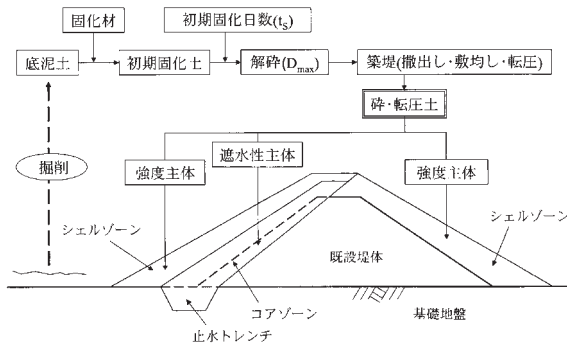 固化材
初期固化日数(tS)
底泥土
初期固化土
解砕(Dmax)
築堤(撒出し・敷均し・転圧)
砕・転圧土
掘削
強度主体
遮水性主体
強度主体
シェルゾーン
シェルゾーン
既設堤体
コアゾーン
基礎地盤
止水トレンチ